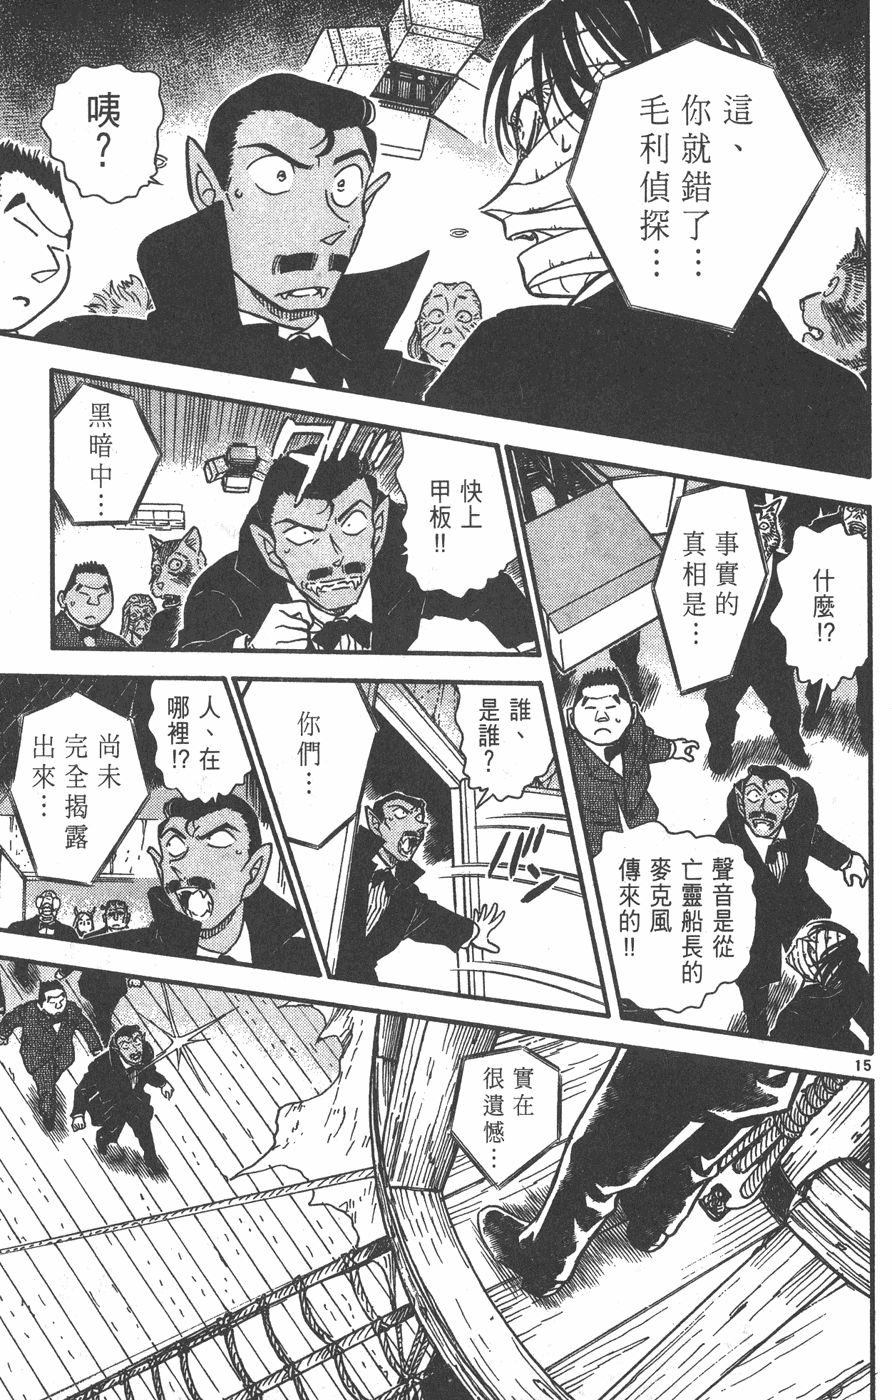 這、
你就錯了…
毛利偵探…
咦？
什麼!?
事實的
真相是…
聲音是從
亡靈船長的
麥克風
傳來的!!
快上
甲板!!
黑暗中…
誰、
是誰？
你們…
人、在
哪裡!?
尚未
完全揭露
出來…
實在
很遺憾…
15